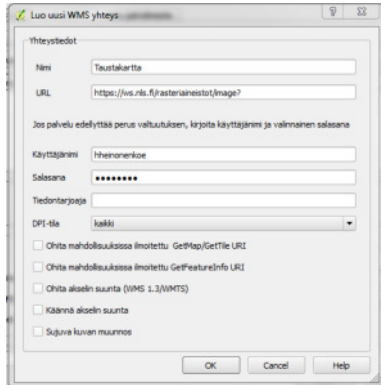 Luo uusi WMS yhteys
Yhteystiedot
Nimi Taustakartta
URL https://ws.nls.fi/rasteriaineistot/image?
Jos palvelu edellyttää perus valtuutuksen, kirjoita käyttäjänimi ja valinnainen salasana
Käyttäjänimi hheinonenkoe
Salasana ••••••••
Tiedontarjoaja
DPI-tila kaikki
Ohita mahdollisuuksissa ilmoitettu GetMap/GetTile URI
Ohita mahdollisuuksissa ilmoitettu GetFeatureInfo URI
Ohita akselin suunta (WMS 1.3/WMTS)
Käännä akselin suunta
Sujuva kuvan muunnos
OK Cancel Help